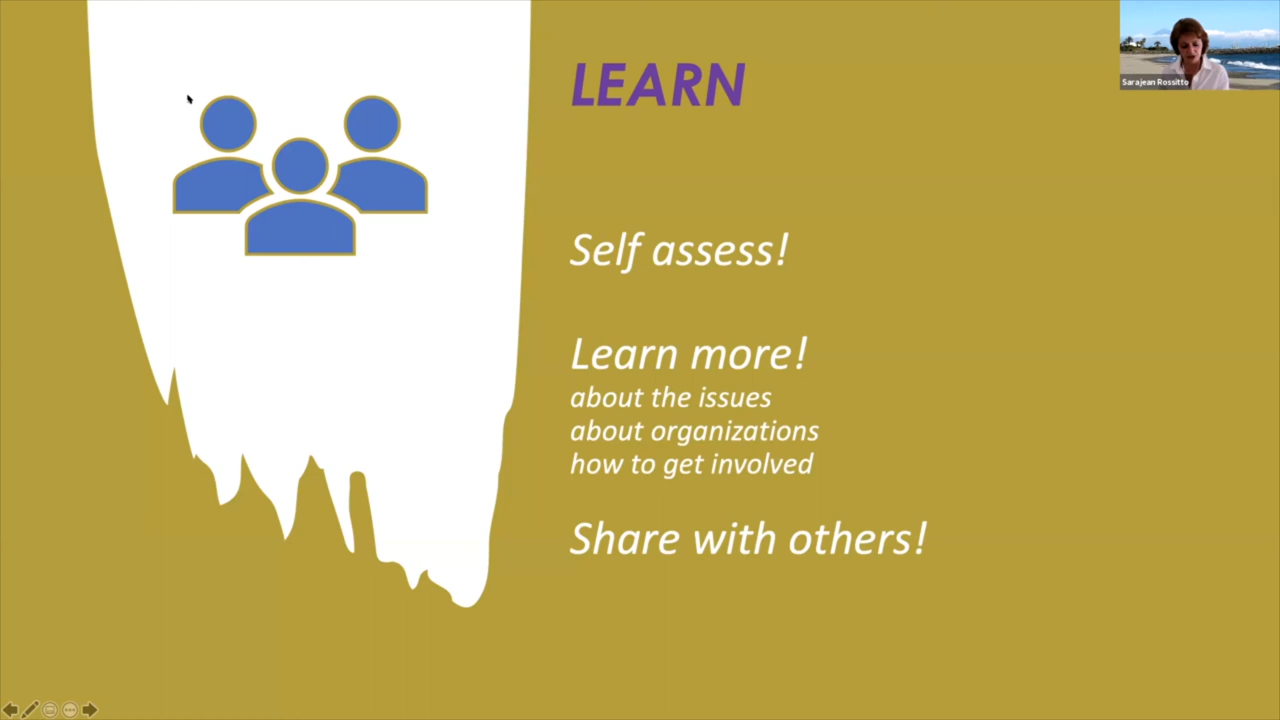 LEARN
Sarajean Rossitto
Self assess!
Learn more!
about the issues
about organizations
how to get involved
Share with others!